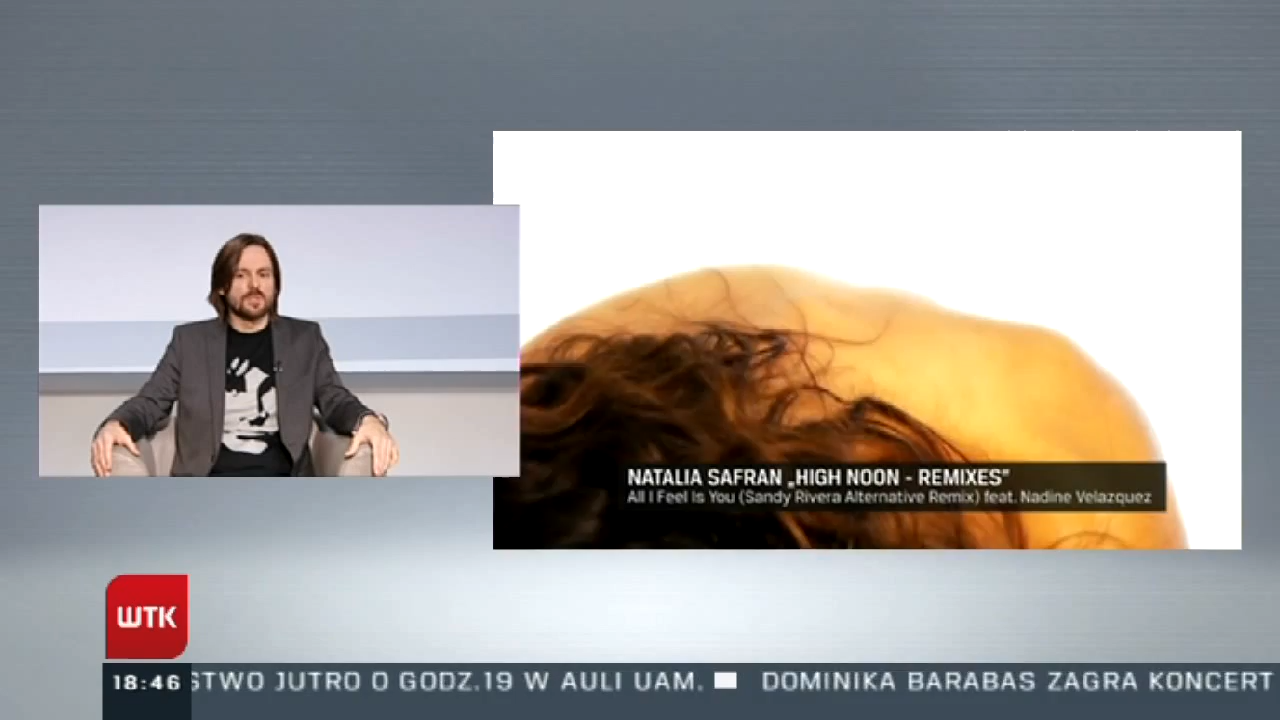 NATALIA SAFRAN „HIGH NOON - REMIXES”
All I Feel Is You (Sandy Rivera Alternative Remix) feat. Nadine Velazquez
WTK
18:46 STWO JUTRO O GODZ.19 W AULI UAM. DOMINIKA BARABAS ZAGRA KONCERT